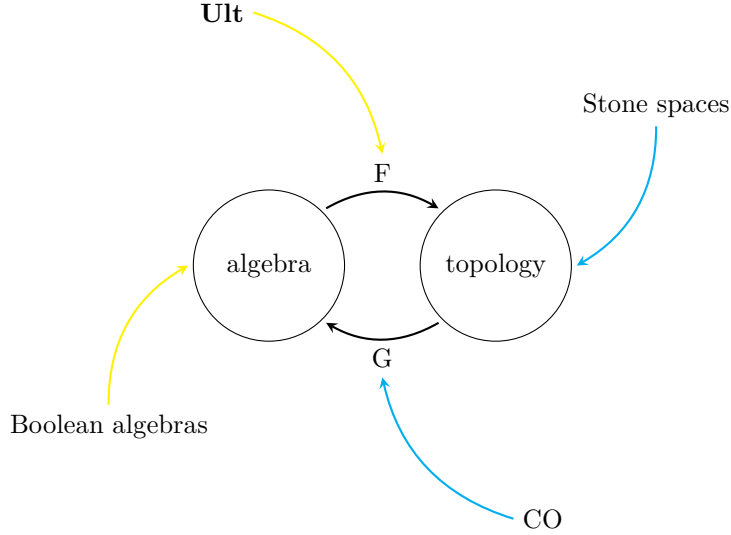 Ult
Stone spaces
F
algebra
topology
G
Boolean algebras
CO